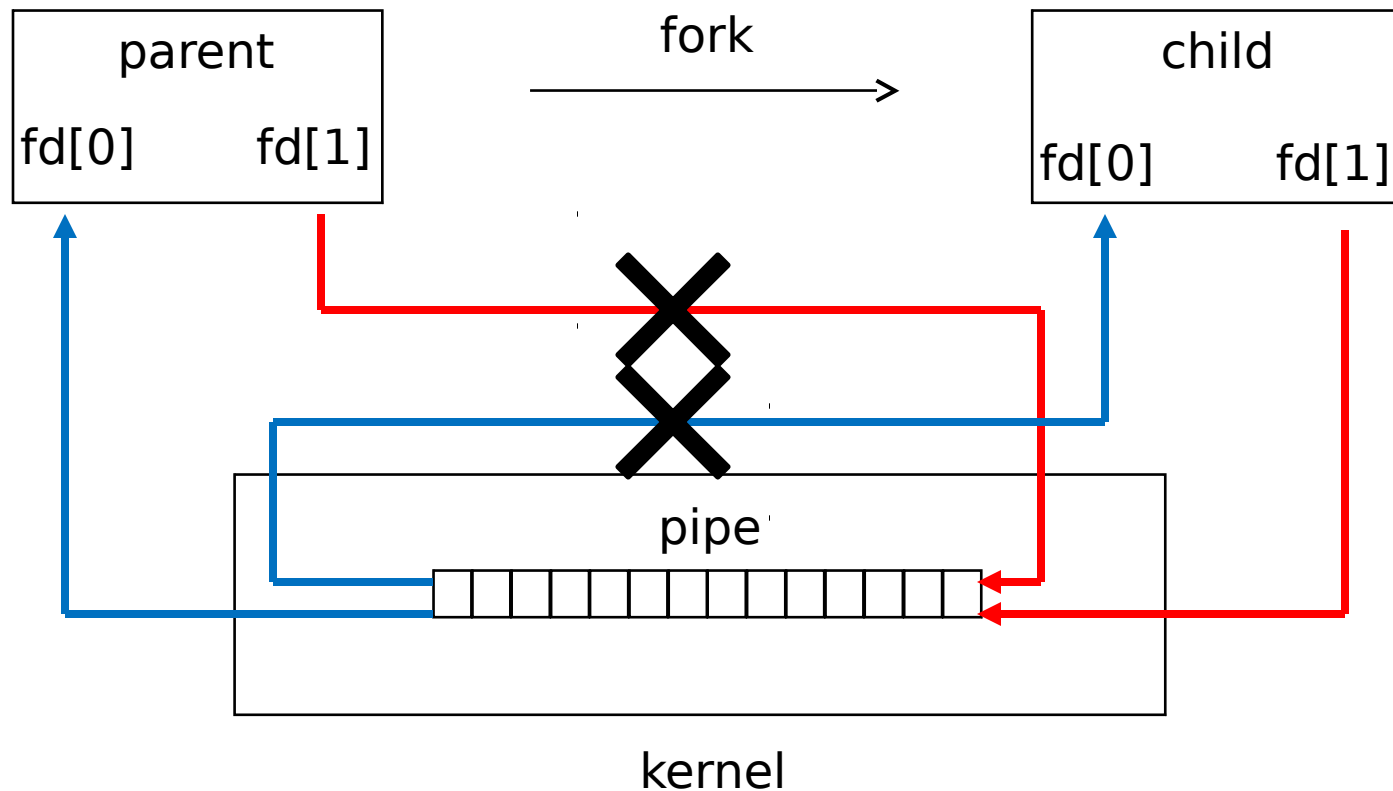 parent
fork
child
fd[0]
fd[1]
fd[0]
fd[1]
pipe
kernel